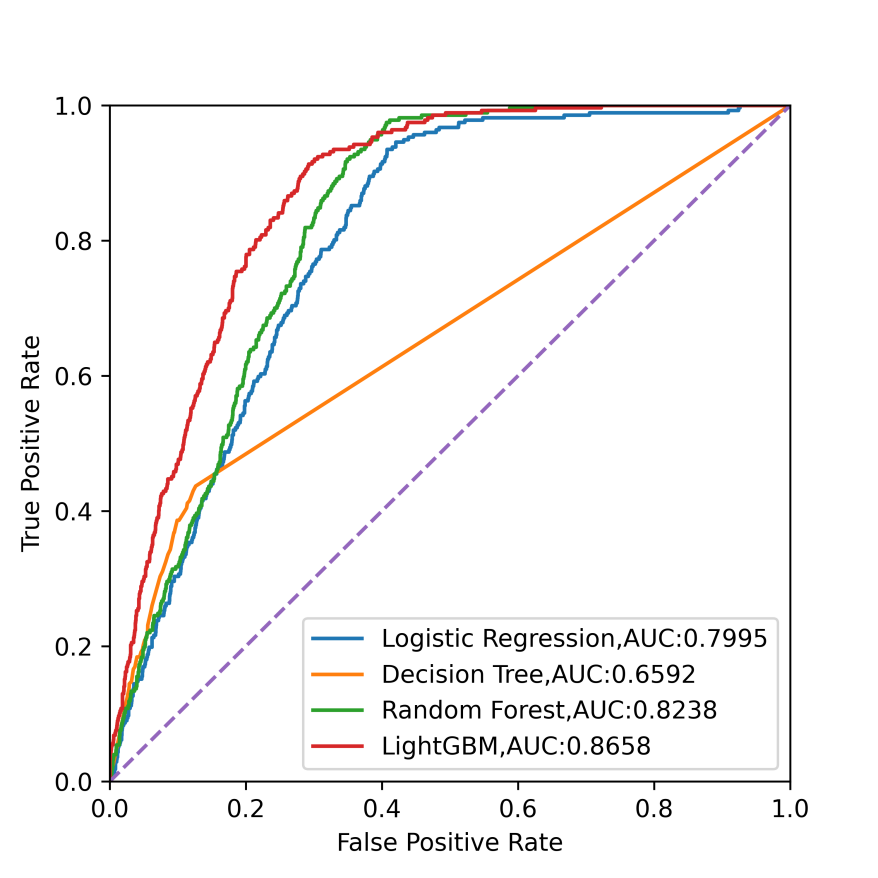 1.0
0.8
0.6
0.4
0.2
0.0
True Positive Rate
Logistic Regression,AUC:0.7995
Decision Tree,AUC:0.6592
Random Forest,AUC:0.8238
LightGBM,AUC:0.8658
0.0 0.2 0.4 0.6 0.8 1.0
False Positive Rate